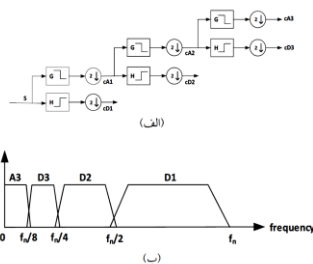 G 2↓ cA3
G 2↓ cA2 H 2↓ cD3
S G 2↓ cA1 H 2↓ cD2
H 2↓ cD1
(الف)
A3 D3 D2 D1
0 fn/8 fn/4 fn/2 fn frequency
(ب)